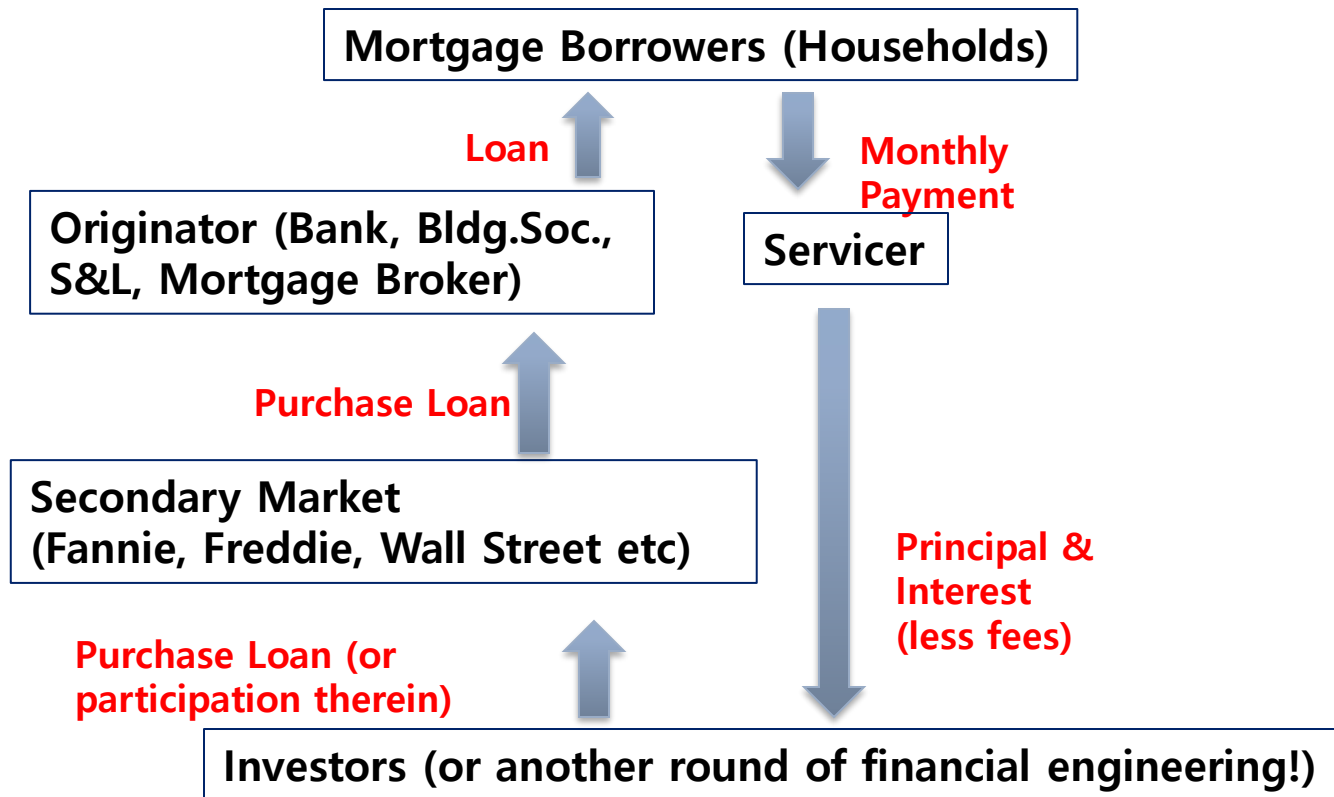 Mortgage Borrowers (Households)
Loan
Monthly
Payment
Originator (Bank, Bldg.Soc.,
S&L, Mortgage Broker)
Servicer
Purchase Loan
Secondary Market
(Fannie, Freddie, Wall Street etc)
Principal &
Interest
(less fees)
Purchase Loan (or
participation therein)
Investors (or another round of financial engineering!)